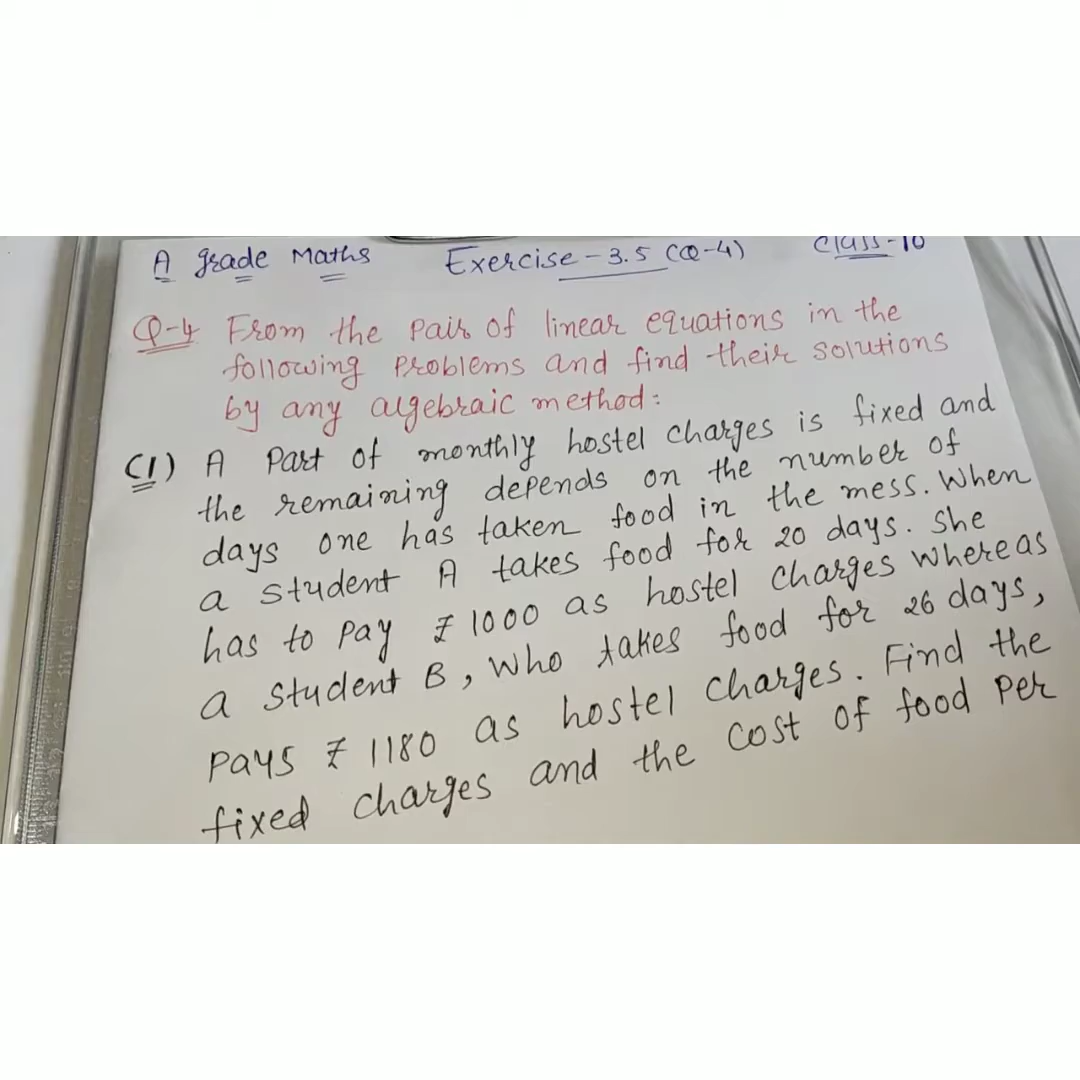 A grade Maths Exercise - 3.5 (Q-4) Class-10
Q-4 From the pair of linear equations in the
following Problems and find their solutions
by any algebraic method:
(1) A Part of monthly hostel charges is fixed and
the remaining depends on the number of
days one has taken food in the mess. When
a student A takes food for 20 days. She
has to Pay ₹ 1000 as hostel charges whereas
a student B, who takes food for 26 days,
Pays ₹ 1180 as hostel charges. Find the
fixed charges and the cost of food per